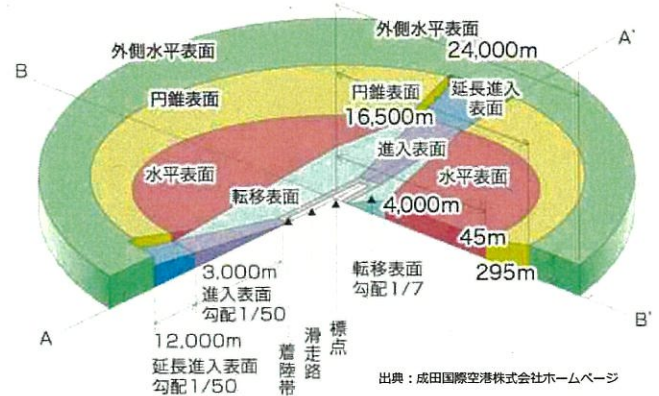 外側水平表面
24,000m
A'
外側水平表面
B
円錐表面
円錐表面
16,500m
延長進入
表面
進入表面
水平表面
水平表面
転移表面
4,000m
45m
295m
3,000m
進入表面
勾配1/50
転移表面
勾配1/7
A
B'
12,000m
延長進入表面
勾配1/50
着陸帯
滑走路
標点
出典:成田国際空港株式会社ホームページ